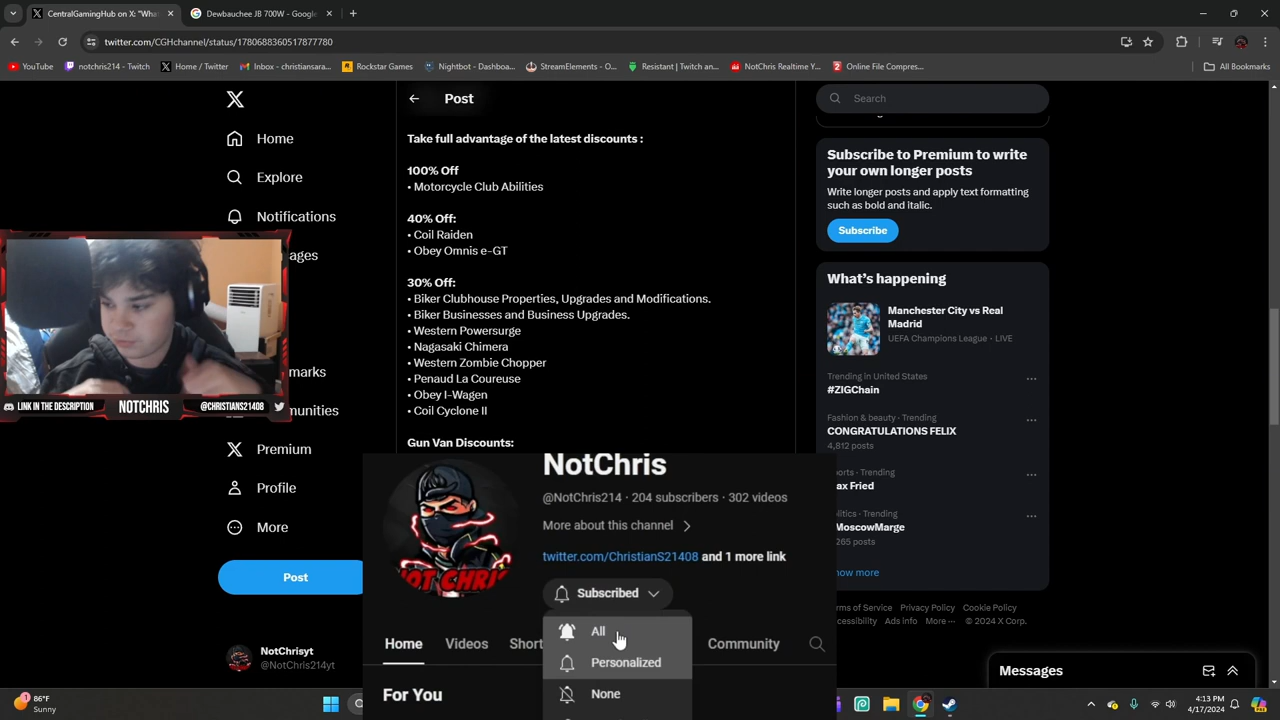 CentralGamingHub on X: "Wha
Dewbauchee JB 700W - Google
twitter.com/CGHchannel/status/1780688360517877780
YouTube
notchris214 - Twitch
Home / Twitter
Inbox - christiansara...
Rockstar Games
Nightbot - Dashboa...
StreamElements - O...
Resistant | Twitch an...
NotChris Realtime Y...
Online File Compres...
All Bookmarks
Home
Explore
Notifications
ages
marks
munities
Premium
Profile
More
Post
NotChrisyt
@NotChris214yt
Post
Take full advantage of the latest discounts :
100% Off
• Motorcycle Club Abilities
40% Off:
• Coil Raiden
• Obey Omnis e-GT
30% Off:
• Biker Clubhouse Properties, Upgrades and Modifications.
• Biker Businesses and Business Upgrades.
• Western Powersurge
• Nagasaki Chimera
• Western Zombie Chopper
• Penaud La Coureuse
• Obey I-Wagen
• Coil Cyclone II
Gun Van Discounts:
Search
Subscribe to Premium to write
your own longer posts
Write longer posts and apply text formatting
such as bold and italic.
Subscribe
What's happening
Manchester City vs Real
Madrid
UEFA Champions League · LIVE
Trending in United States
#ZIGChain
Fashion & beauty · Trending
CONGRATULATIONS FELIX
4,812 posts
orts · Trending
ax Fried
olitics · Trending
MoscowMarge
265 posts
how more
rms of Service Privacy Policy Cookie Policy
ccessibility Ads info More ··· © 2024 X Corp.
Messages
LINK IN THE DESCRIPTION
NOTCHRIS
@CHRISTIANS21408
NotChris
@NotChris214 · 204 subscribers · 302 videos
More about this channel
twitter.com/ChristianS21408 and 1 more link
Subscribed
All
Personalized
None
Home
Videos
Short
Community
For You
NOT CHRIS
86°F
Sunny
4:13 PM
4/17/2024